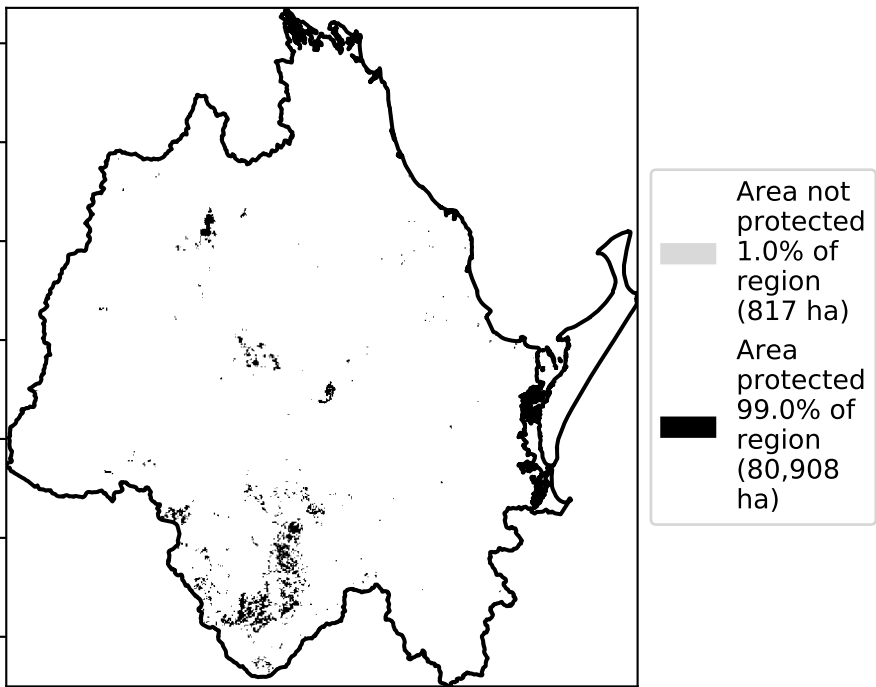 Area not
protected
1.0% of
region
(817 ha)
Area
protected
99.0% of
region
(80,908
ha)